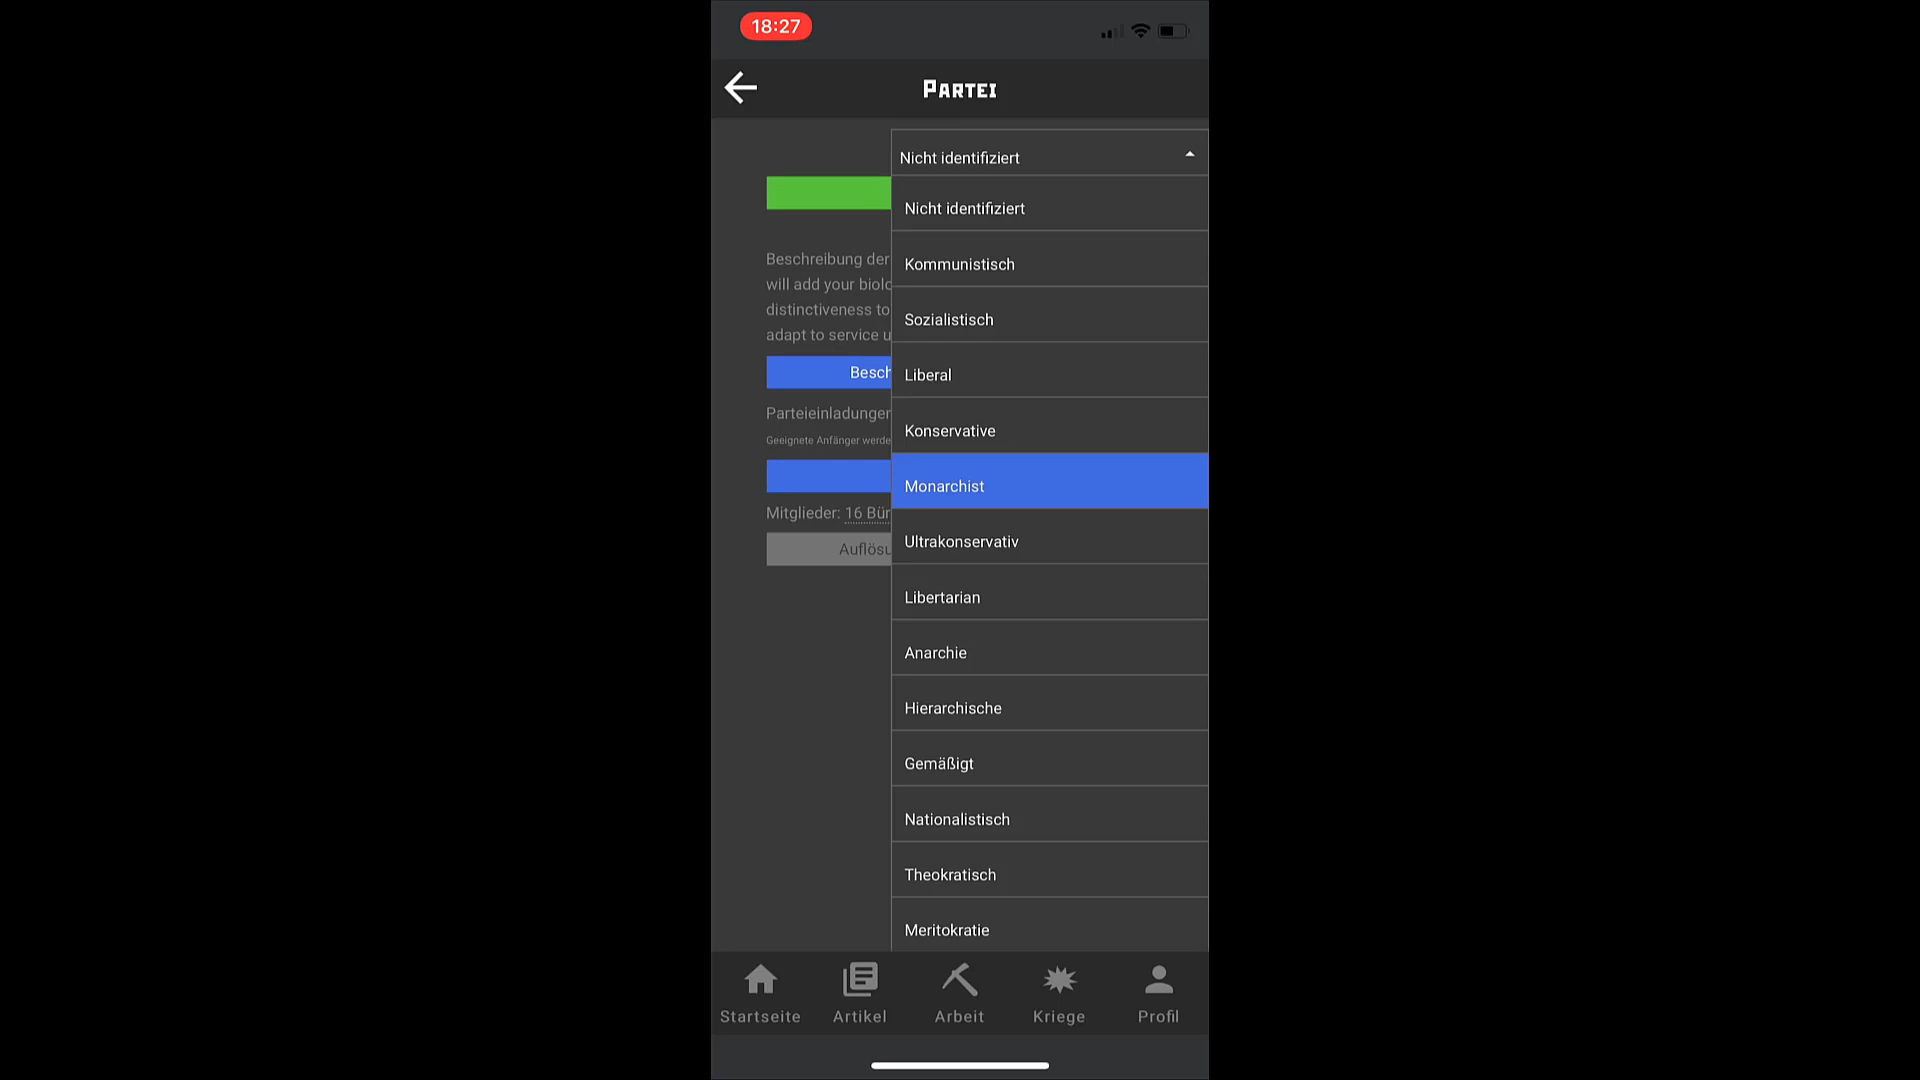 18:27
Partei
Nicht identifiziert
Nicht identifiziert
Beschreibung der
will add your biolo
distinctiveness to
adapt to service u
Kommunistisch
Sozialistisch
Besch
Liberal
Parteieinladunger
Geeignete Anfänger werde
Konservative
Monarchist
Mitglieder: 16 Bür
Auflösu
Ultrakonservativ
Libertarian
Anarchie
Hierarchische
Gemäßigt
Nationalistisch
Theokratisch
Meritokratie
Startseite Artikel Arbeit Kriege Profil